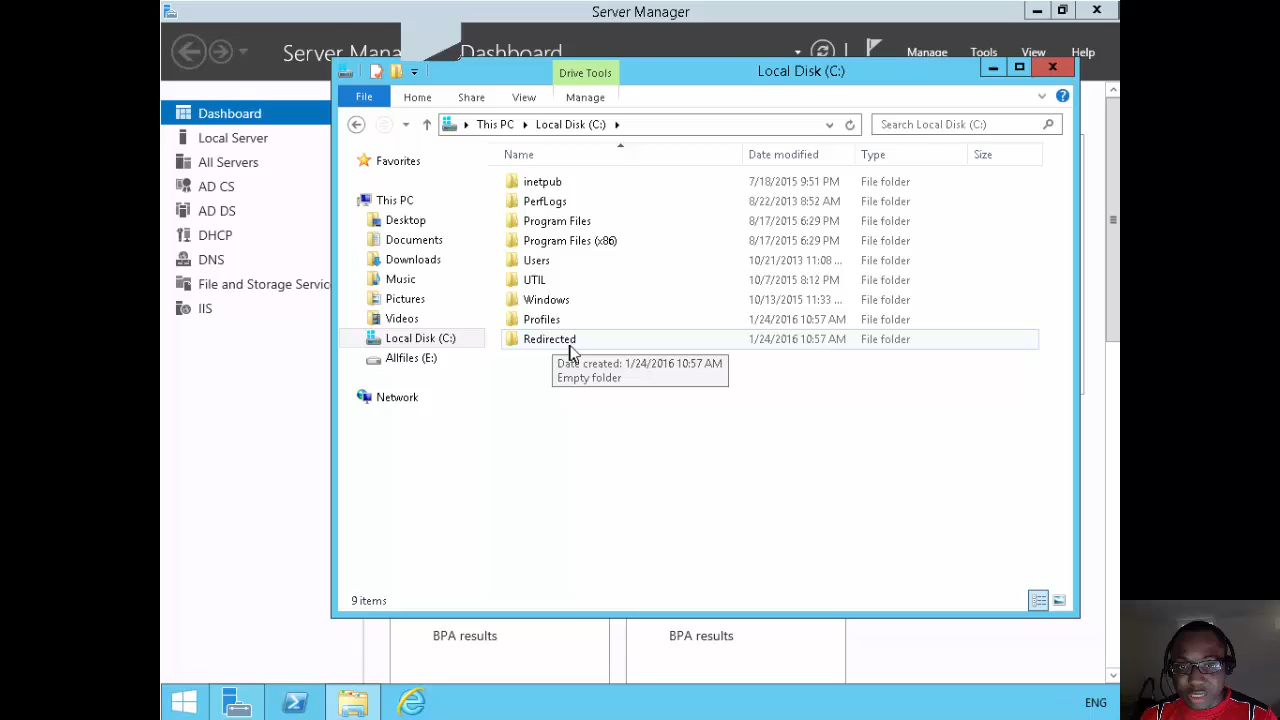 Server Manager
Server Mana
Dashboard
Manage
Tools
View
Help
Drive Tools
Local Disk (C:)
File
Home
Share
View
Manage
This PC
Local Disk (C:)
Search Local Disk (C:)
Dashboard
Local Server
All Servers
AD CS
AD DS
DHCP
DNS
File and Storage Servic
IIS
Favorites
This PC
Desktop
Documents
Downloads
Music
Pictures
Videos
Local Disk (C:)
Allfiles (E:)
Network
Name Date modified Type Size
inetpub 7/18/2015 9:51 PM File folder
PerfLogs 8/22/2013 8:52 AM File folder
Program Files 8/17/2015 6:29 PM File folder
Program Files (x86) 8/17/2015 6:29 PM File folder
Users 10/21/2013 11:08 ... File folder
UTIL 10/7/2015 8:12 PM File folder
Windows 10/13/2015 11:33 ... File folder
Profiles 1/24/2016 10:57 AM File folder
Redirected 1/24/2016 10:57 AM File folder
Date created: 1/24/2016 10:57 AM
Empty folder
9 items
BPA results
BPA results
ENG